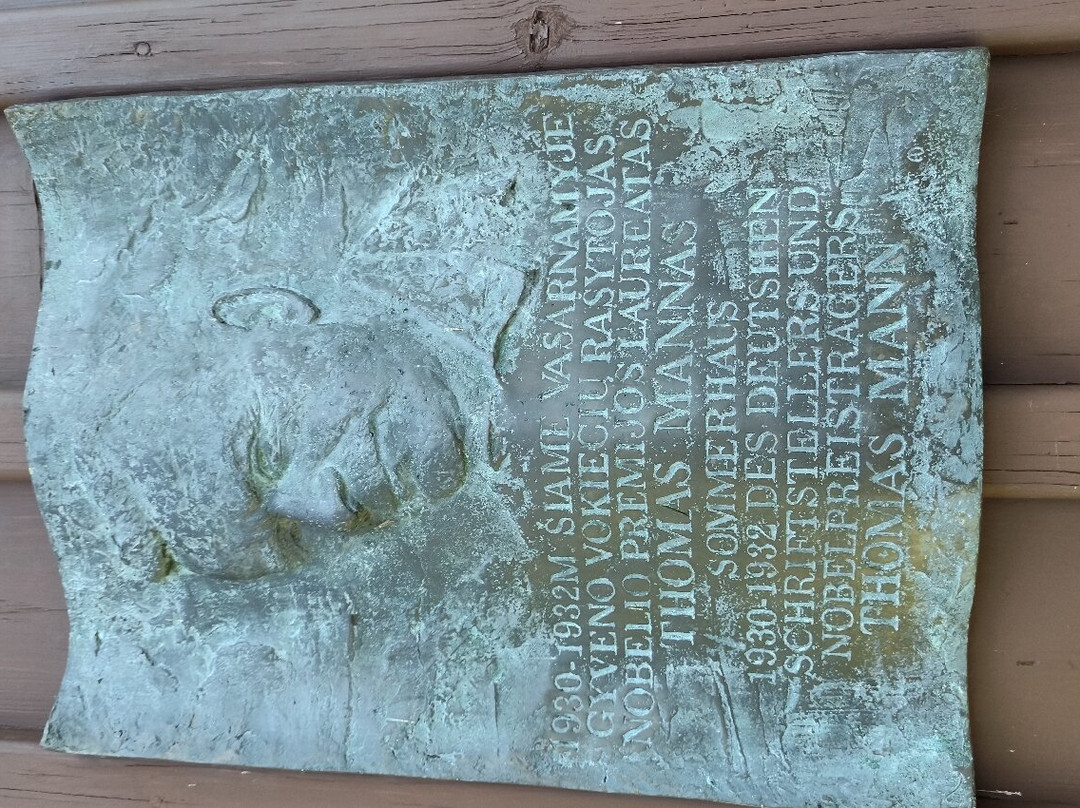 1930-1932M ŠIAME VASARNAMYJE
GYVENO VOKIEČIŲ RAŠYTOJAS
NOBELIO PREMIJOS LAUREATAS
THOMAS MANNAS
SOMMERHAUS
1930-1932 DES DEUTSHEN
SCHRIFTSTELLERS UND
NOBELPREISTRAGERS
THOMAS MANN